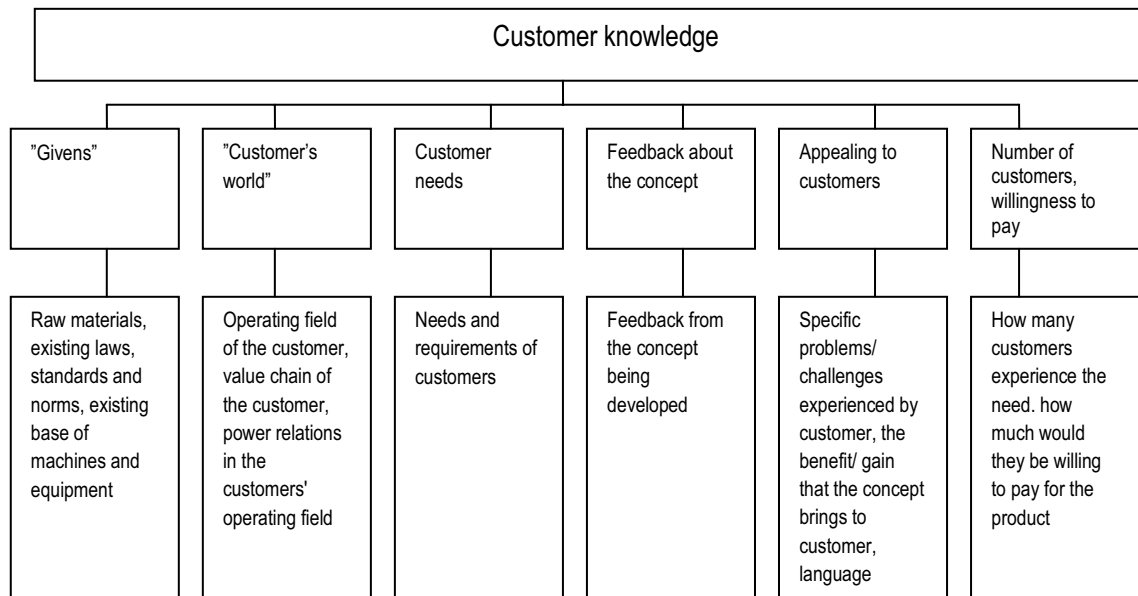 Customer knowledge
”Givens”
”Customer’s
world”
Customer
needs
Feedback about
the concept
Appealing to
customers
Number of
customers,
willingness to
pay
Raw materials,
existing laws,
standards and
norms, existing
base of
machines and
equipment
Operating field
of the customer,
value chain of
the customer,
power relations
in the
customers'
operating field
Needs and
requirements of
customers
Feedback from
the concept
being
developed
Specific
problems/
challenges
experienced by
customer, the
benefit/ gain
that the concept
brings to
customer,
language
How many
customers
experience the
need. how
much would
they be willing
to pay for the
product